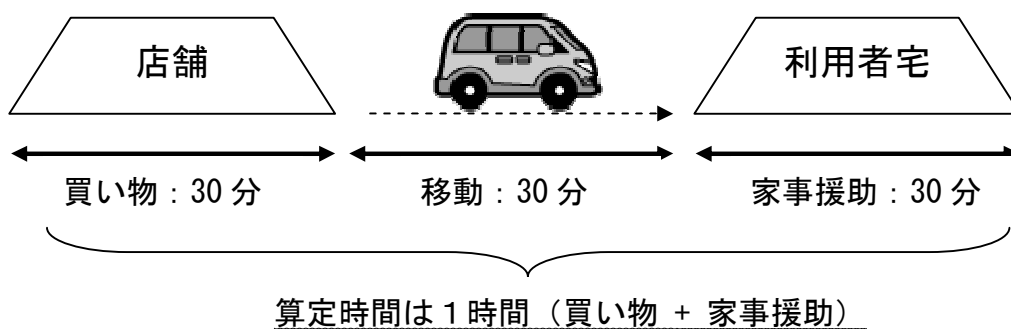 店舗
利用者宅
買い物：30 分
移動：30 分
家事援助：30 分
算定時間は１時間（買い物 + 家事援助）